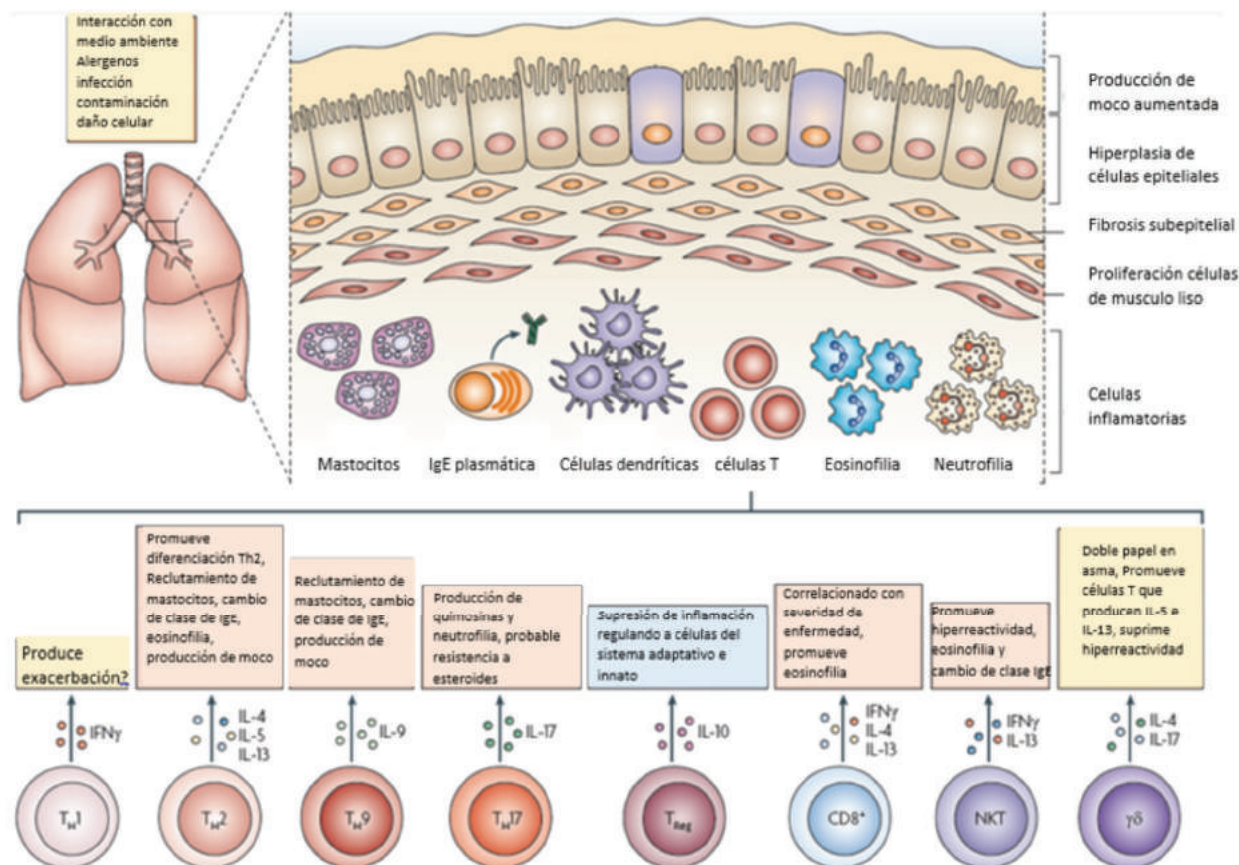 Interacción con
medio ambiente
Alergenos
infección
contaminación
daño celular
Producción de
moco aumentada
Hiperplasia de
células epiteliales
Fibrosis subepitelial
Proliferación células
de musculo liso
Celulas
inflamatorias
Mastocitos
IgE plasmática
Células dendríticas
células T
Eosinofilia
Neutrofilia
Produce
exacerbación?
Promueve
diferenciación Th2,
Reclutamiento de
mastocitos, cambio
de clase de IgE,
eosinofilia,
producción de moco
Reclutamiento de
mastocitos, cambio
de clase de IgE,
producción de
moco
Producción de
quimosinas y
neutrofilia, probable
resistencia a
esteroides
Supresión de inflamación
regulando a células del
sistema adaptativo e
innato
Correlacionado con
severidad de
enfermedad,
promueve
eosinofilia
Promueve
hiperreactividad,
eosinofilia y
cambio de clase IgE
Doble papel en
asma, Promueve
células T que
producen IL-5 e
IL-13, suprime
hiperreactividad
IFNγ
IL-4
IL-5
IL-13
IL-9
IL-17
IL-10
IFNγ
IL-4
IL-13
IFNγ
IL-13
IL-4
IL-17
TH1
TH2
TH9
TH17
TReg
CD8+
NKT
γδ